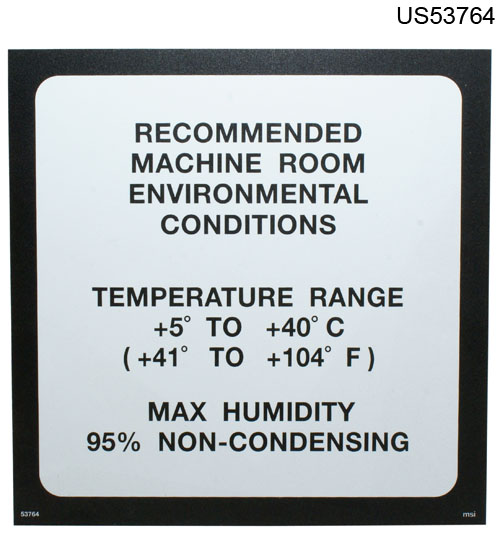 US53764
RECOMMENDED
MACHINE ROOM
ENVIRONMENTAL
CONDITIONS
TEMPERATURE RANGE
+5° TO +40° C
( +41° TO +104° F )
MAX HUMIDITY
95% NON-CONDENSING
53764
msi